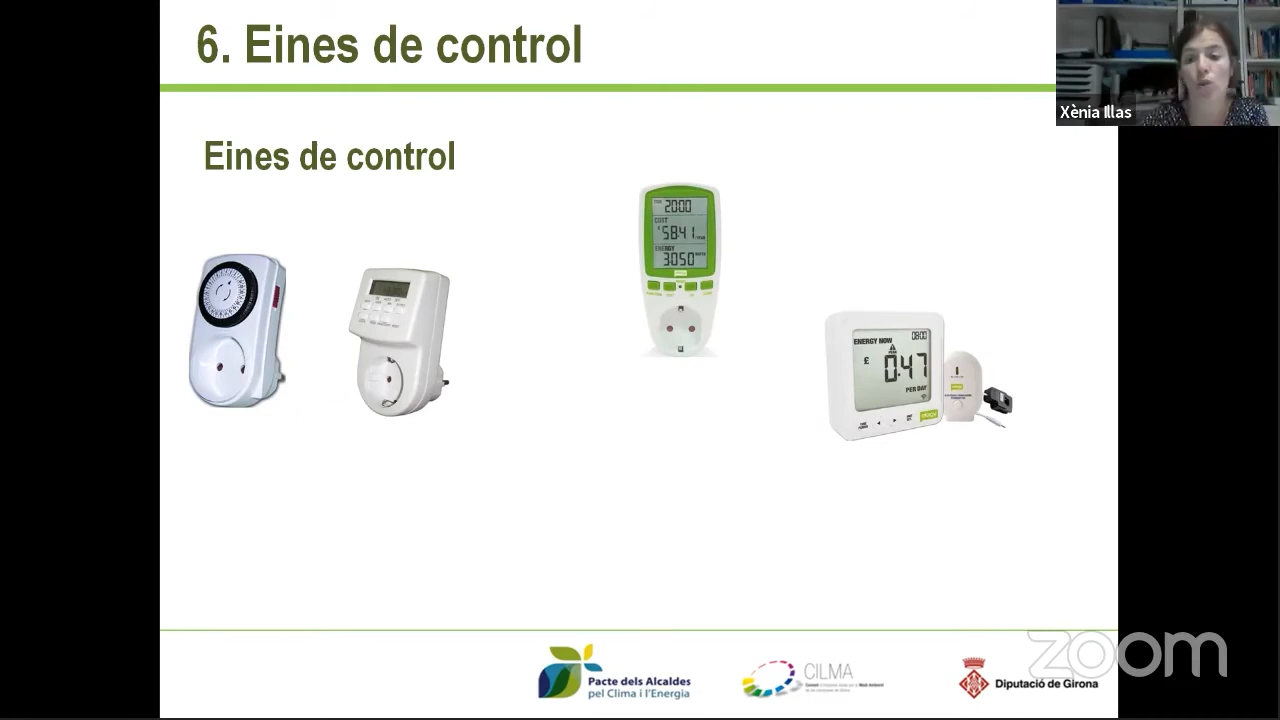 6. Eines de control
Xènia Illas
Eines de control
2000
COST
5841
ENERGY
3050
ENERGY NOW
08:00
£
0.47
PER DAY
Pacte dels Alcaldes
pel Clima i l'Energia
CILMA
Diputació de Girona
zoom